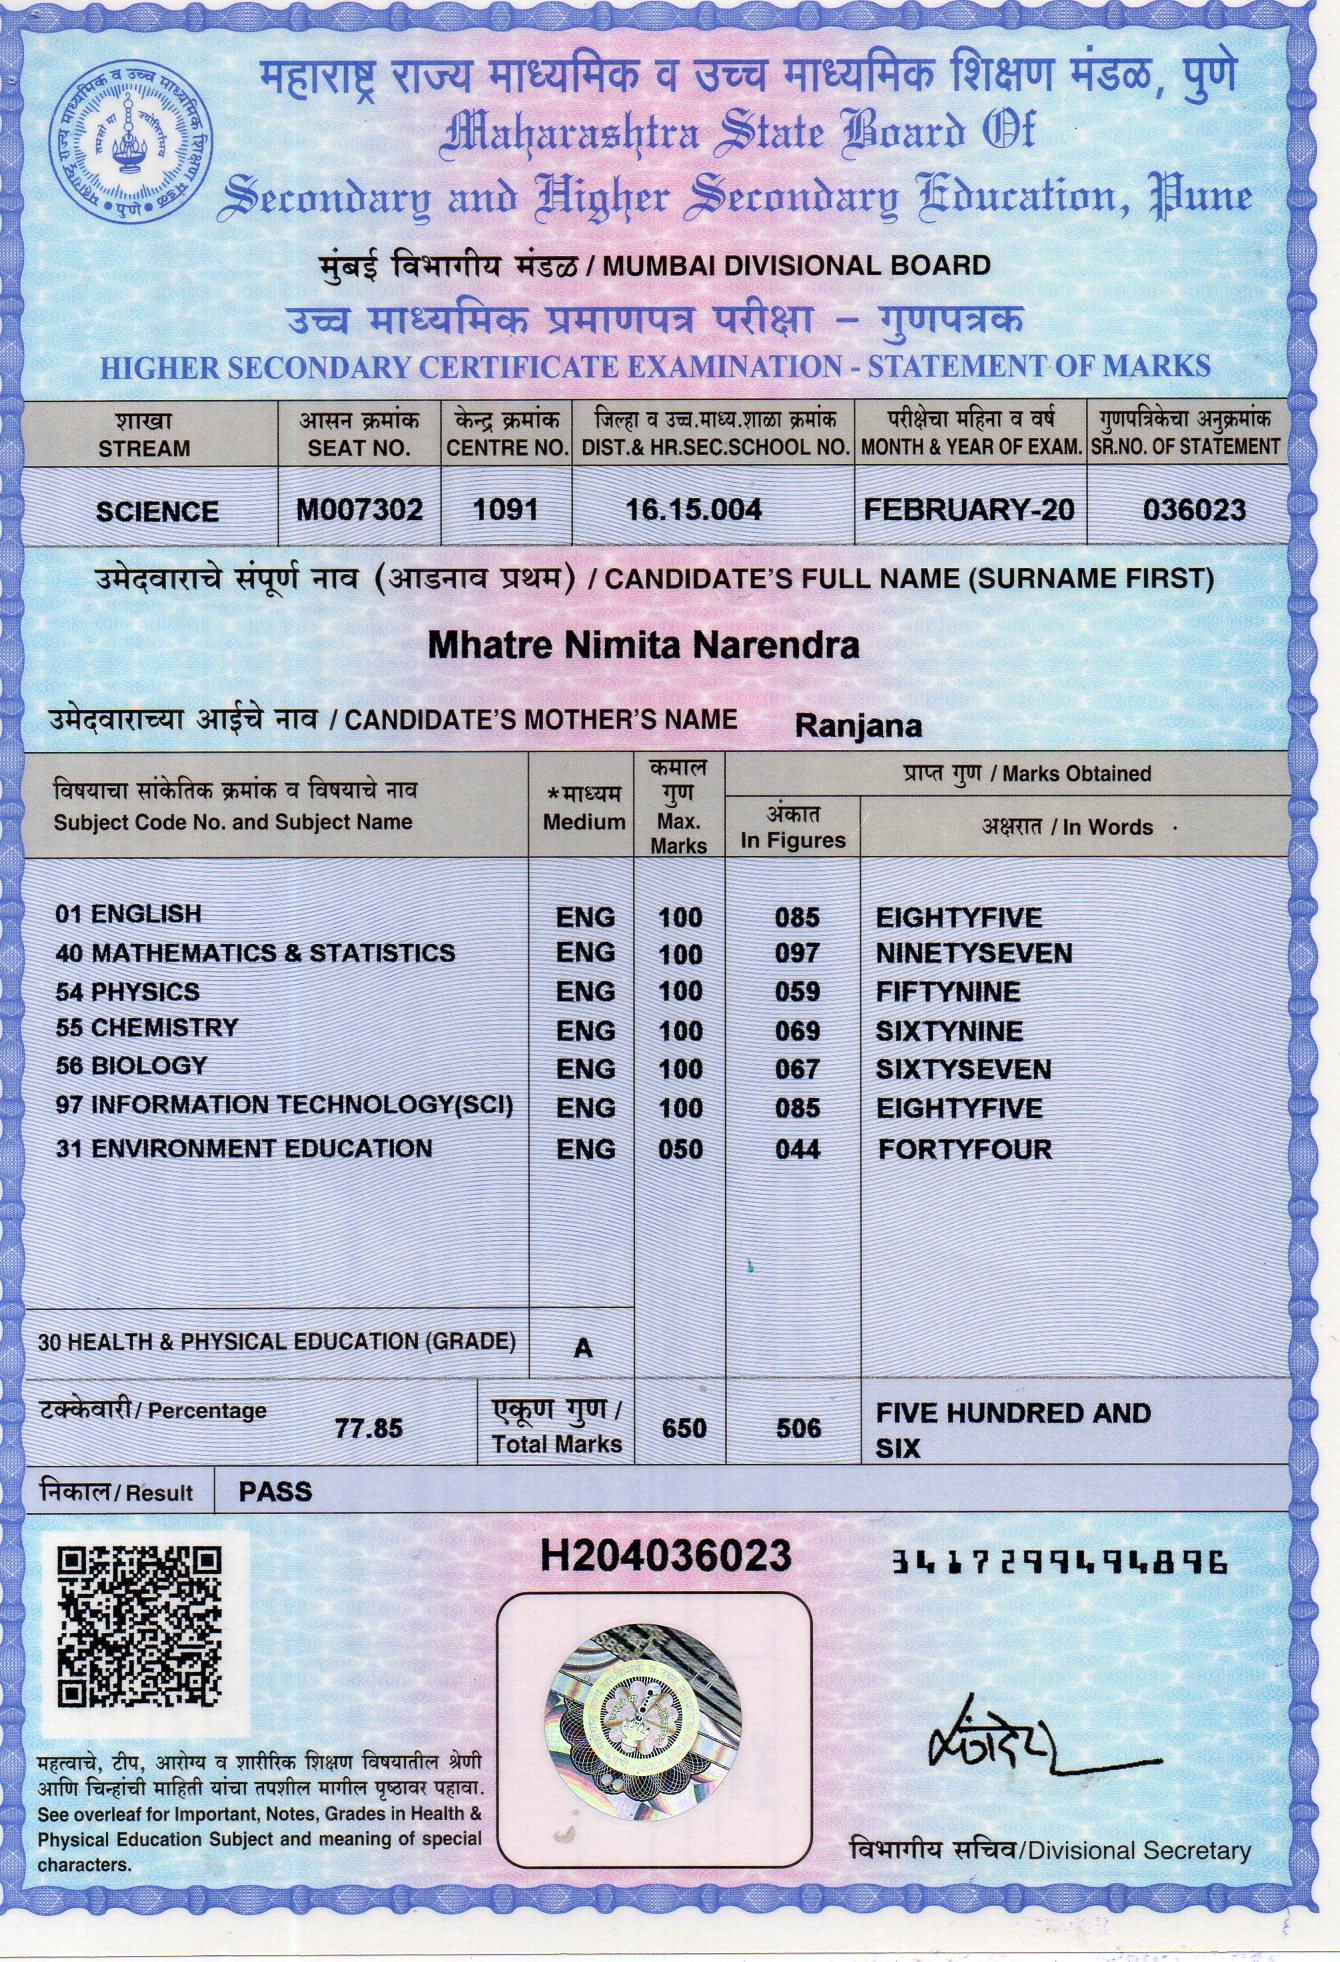 महाराष्ट्र राज्य माध्यमिक व उच्च माध्यमिक शिक्षण मंडळ, पुणे
Maharashtra State Board Of
Secondary and Higher Secondary Education, Pune
महाराष्ट्र राज्य माध्यमिक व उच्च माध्यमिक शिक्षण मंडळ • पुणे •
तमसो मा ज्योतिर्गमय
मुंबई विभागीय मंडळ / MUMBAI DIVISIONAL BOARD
उच्च माध्यमिक प्रमाणपत्र परीक्षा – गुणपत्रक
HIGHER SECONDARY CERTIFICATE EXAMINATION - STATEMENT OF MARKS
शाखा आसन क्रमांक केन्द्र क्रमांक जिल्हा व उच्च.माध्य.शाळा क्रमांक परीक्षेचा महिना व वर्ष गुणपत्रिकेचा अनुक्रमांक
STREAM SEAT NO. CENTRE NO. DIST.& HR.SEC.SCHOOL NO. MONTH & YEAR OF EXAM. SR.NO. OF STATEMENT
SCIENCE M007302 1091 16.15.004 FEBRUARY-20 036023
उमेदवाराचे संपूर्ण नाव (आडनाव प्रथम) / CANDIDATE'S FULL NAME (SURNAME FIRST)
Mhatre Nimita Narendra
उमेदवाराच्या आईचे नाव / CANDIDATE'S MOTHER'S NAME Ranjana
विषयाचा सांकेतिक क्रमांक व विषयाचे नाव
Subject Code No. and Subject Name
*माध्यम
Medium
कमाल
गुण
Max.
Marks
प्राप्त गुण / Marks Obtained
अंकात
In Figures
अक्षरात / In Words
01 ENGLISH ENG 100 085 EIGHTYFIVE
40 MATHEMATICS & STATISTICS ENG 100 097 NINETYSEVEN
54 PHYSICS ENG 100 059 FIFTYNINE
55 CHEMISTRY ENG 100 069 SIXTYNINE
56 BIOLOGY ENG 100 067 SIXTYSEVEN
97 INFORMATION TECHNOLOGY(SCI) ENG 100 085 EIGHTYFIVE
31 ENVIRONMENT EDUCATION ENG 050 044 FORTYFOUR
30 HEALTH & PHYSICAL EDUCATION (GRADE) A
टक्केवारी/ Percentage 77.85
एकूण गुण /
Total Marks
650 506 FIVE HUNDRED AND
SIX
निकाल/ Result PASS
H204036023
3417299494896
महत्वाचे, टीप, आरोग्य व शारीरिक शिक्षण विषयातील श्रेणी
आणि चिन्हांची माहिती यांचा तपशील मागील पृष्ठावर पहावा.
See overleaf for Important, Notes, Grades in Health &
Physical Education Subject and meaning of special
characters.
विभागीय सचिव/Divisional Secretary